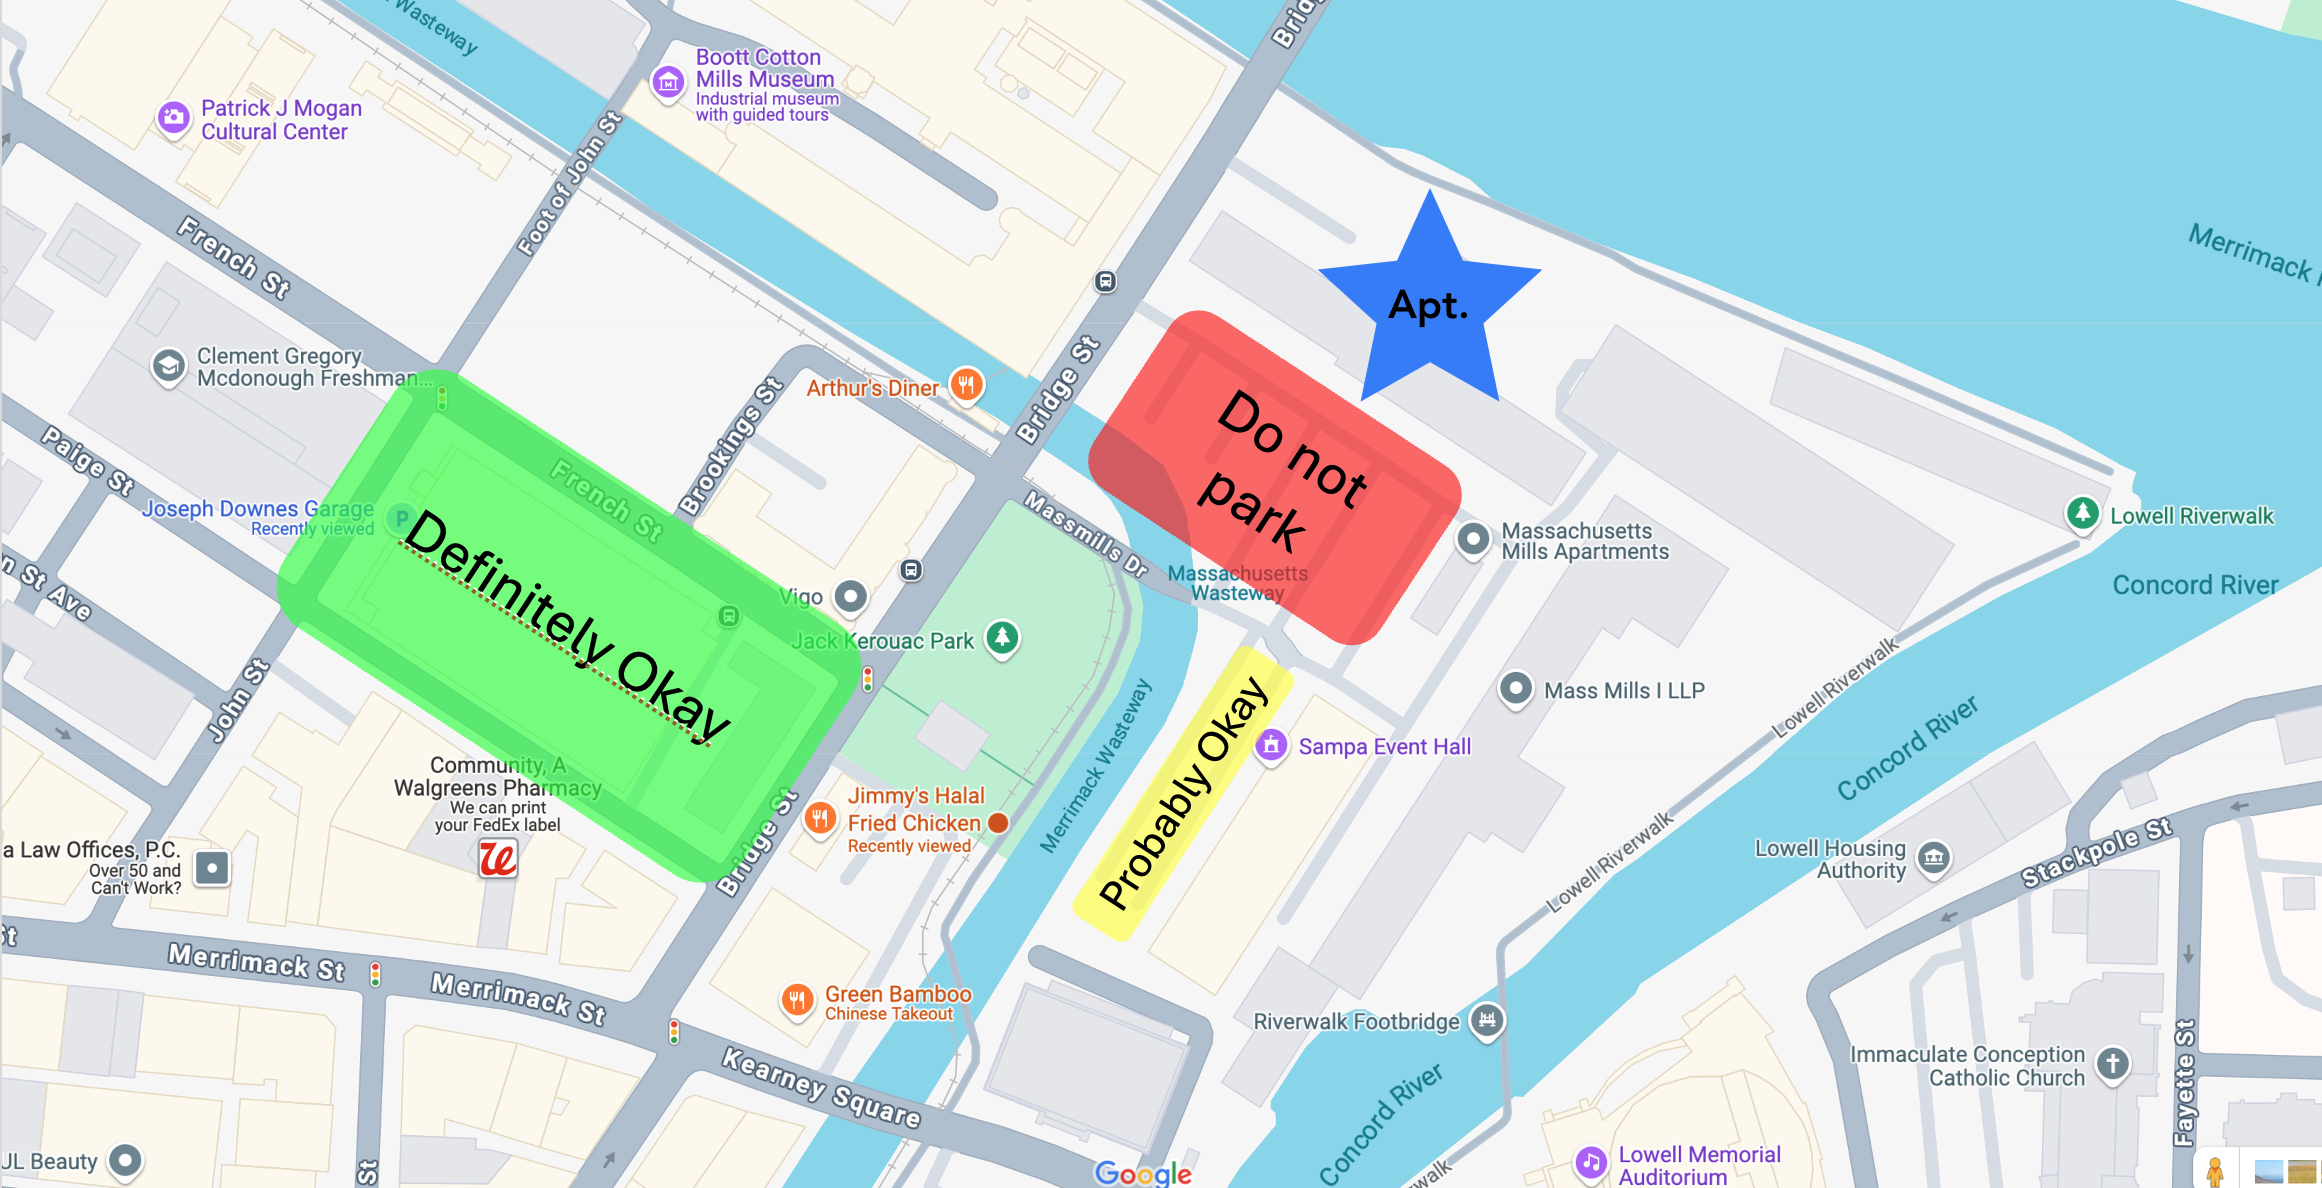 Wasteway
Bridg
Boott Cotton
Mills Museum
Industrial museum
with guided tours
Patrick J Mogan
Cultural Center
Foot of John St
French St
Merrimack
Apt.
Clement Gregory
Mcdonough Freshman...
Arthur's Diner
Bridge St
Brookings St
Do not
park
Paige St
Joseph Downes Garage
Recently viewed
P
French St
Massmills Dr
Massachusetts
Mills Apartments
Lowell Riverwalk
Definitely Okay
n St Ave
Vigo
Massachusetts
Wasteway
Concord River
Jack Kerouac Park
John St
Probably Okay
Mass Mills I LLP
Lowell Riverwalk
Sampa Event Hall
Merrimack Wasteway
Concord River
Community, A
Walgreens Pharmacy
We can print
your FedEx label
Bridge St
Jimmy's Halal
Fried Chicken
Recently viewed
a Law Offices, P.C.
Over 50 and
Can't Work?
Lowell Riverwalk
Lowell Housing
Authority
Stackpole St
St
Merrimack St
Merrimack St
Green Bamboo
Chinese Takeout
Riverwalk Footbridge
Kearney Square
Immaculate Conception
Catholic Church
Fayette St
Concord River
JL Beauty
St
Google
rwalk
Lowell Memorial
Auditorium